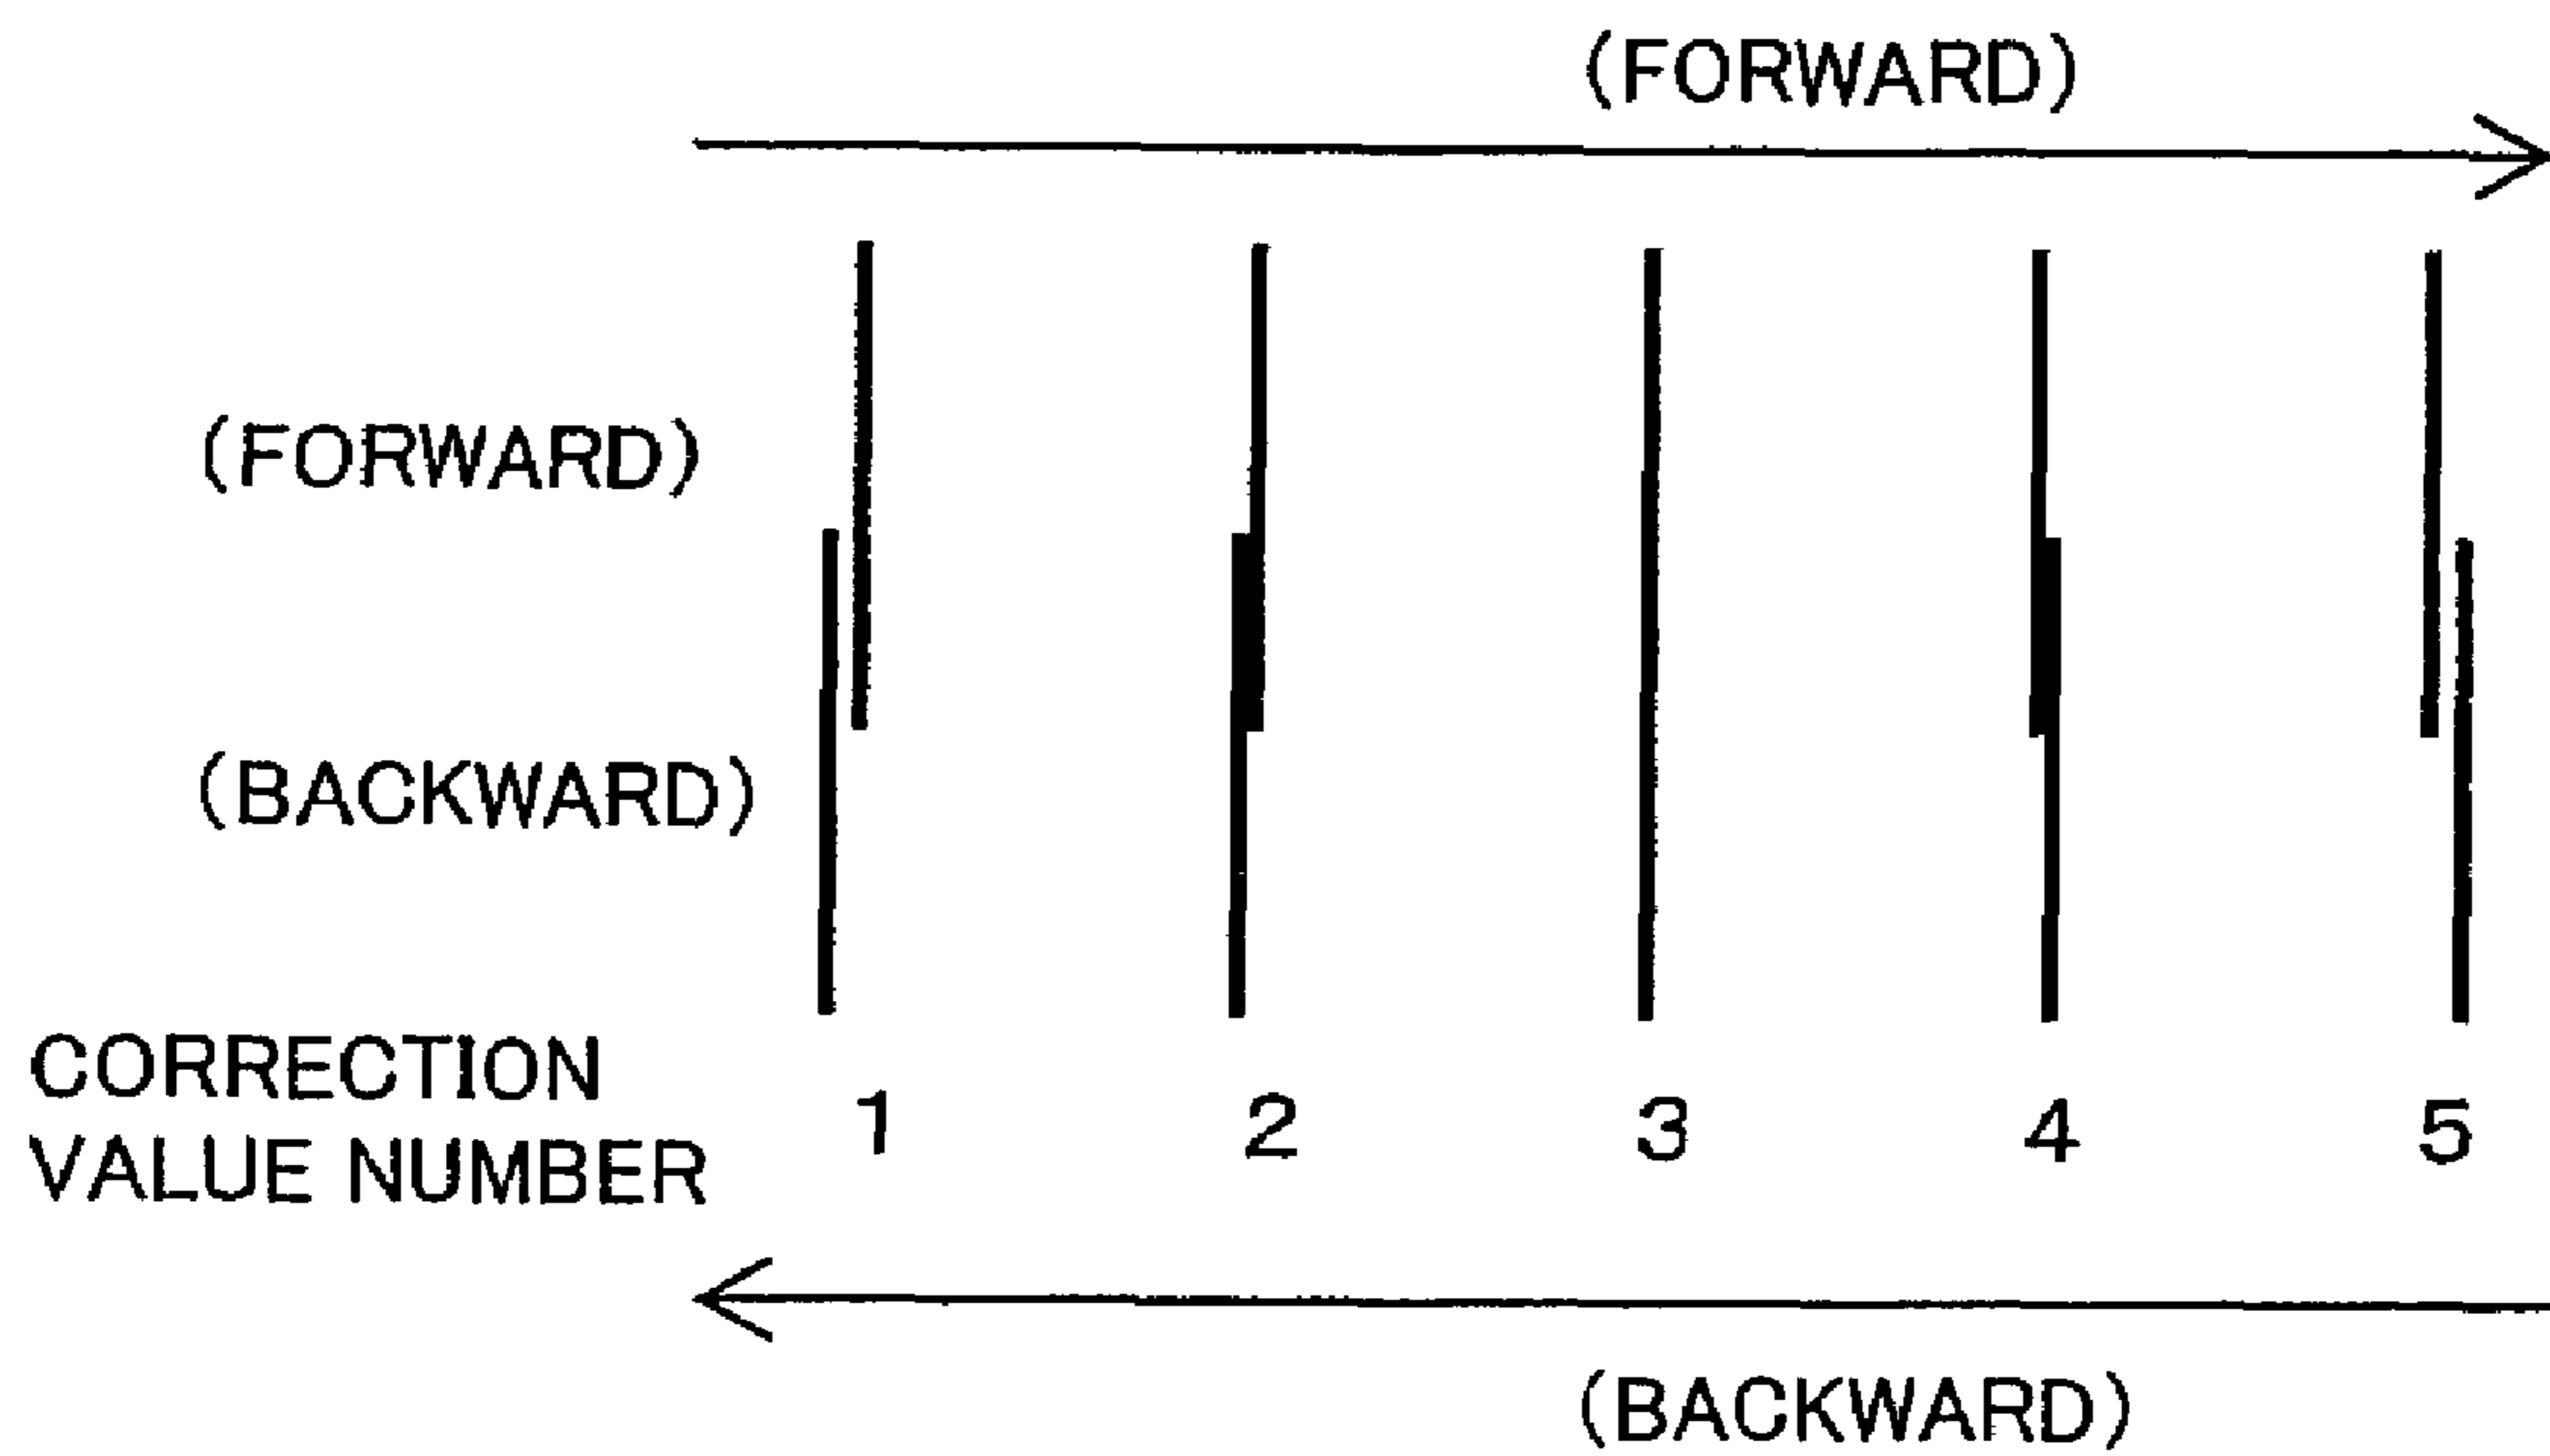 (FORWARD)
(FORWARD)
(BACKWARD)
CORRECTION
VALUE NUMBER
1 2 3 4 5
(BACKWARD)